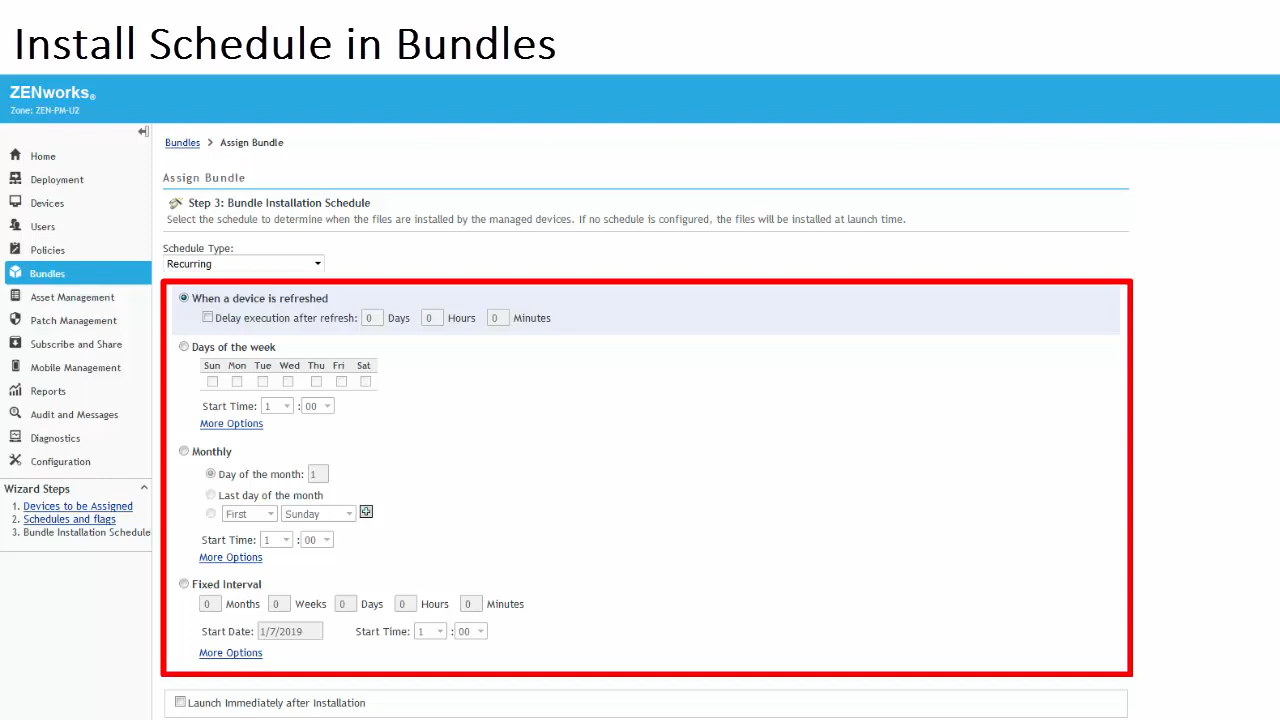 Install Schedule in Bundles
ZENworks®
Zone: ZEN-PM-U2
Home
Deployment
Devices
Users
Policies
Bundles
Asset Management
Patch Management
Subscribe and Share
Mobile Management
Reports
Audit and Messages
Diagnostics
Configuration
Wizard Steps
1. Devices to be Assigned
2. Schedules and flags
3. Bundle Installation Schedule
Bundles > Assign Bundle
Assign Bundle
Step 3: Bundle Installation Schedule
Select the schedule to determine when the files are installed by the managed devices. If no schedule is configured, the files will be installed at launch time.
Schedule Type:
Recurring
When a device is refreshed
Delay execution after refresh: 0 Days 0 Hours 0 Minutes
Days of the week
Sun Mon Tue Wed Thu Fri Sat
Start Time: 1 : 00
More Options
Monthly
Day of the month: 1
Last day of the month
First Sunday
Start Time: 1 : 00
More Options
Fixed Interval
0 Months 0 Weeks 0 Days 0 Hours 0 Minutes
Start Date: 1/7/2019 Start Time: 1 : 00
More Options
Launch Immediately after Installation